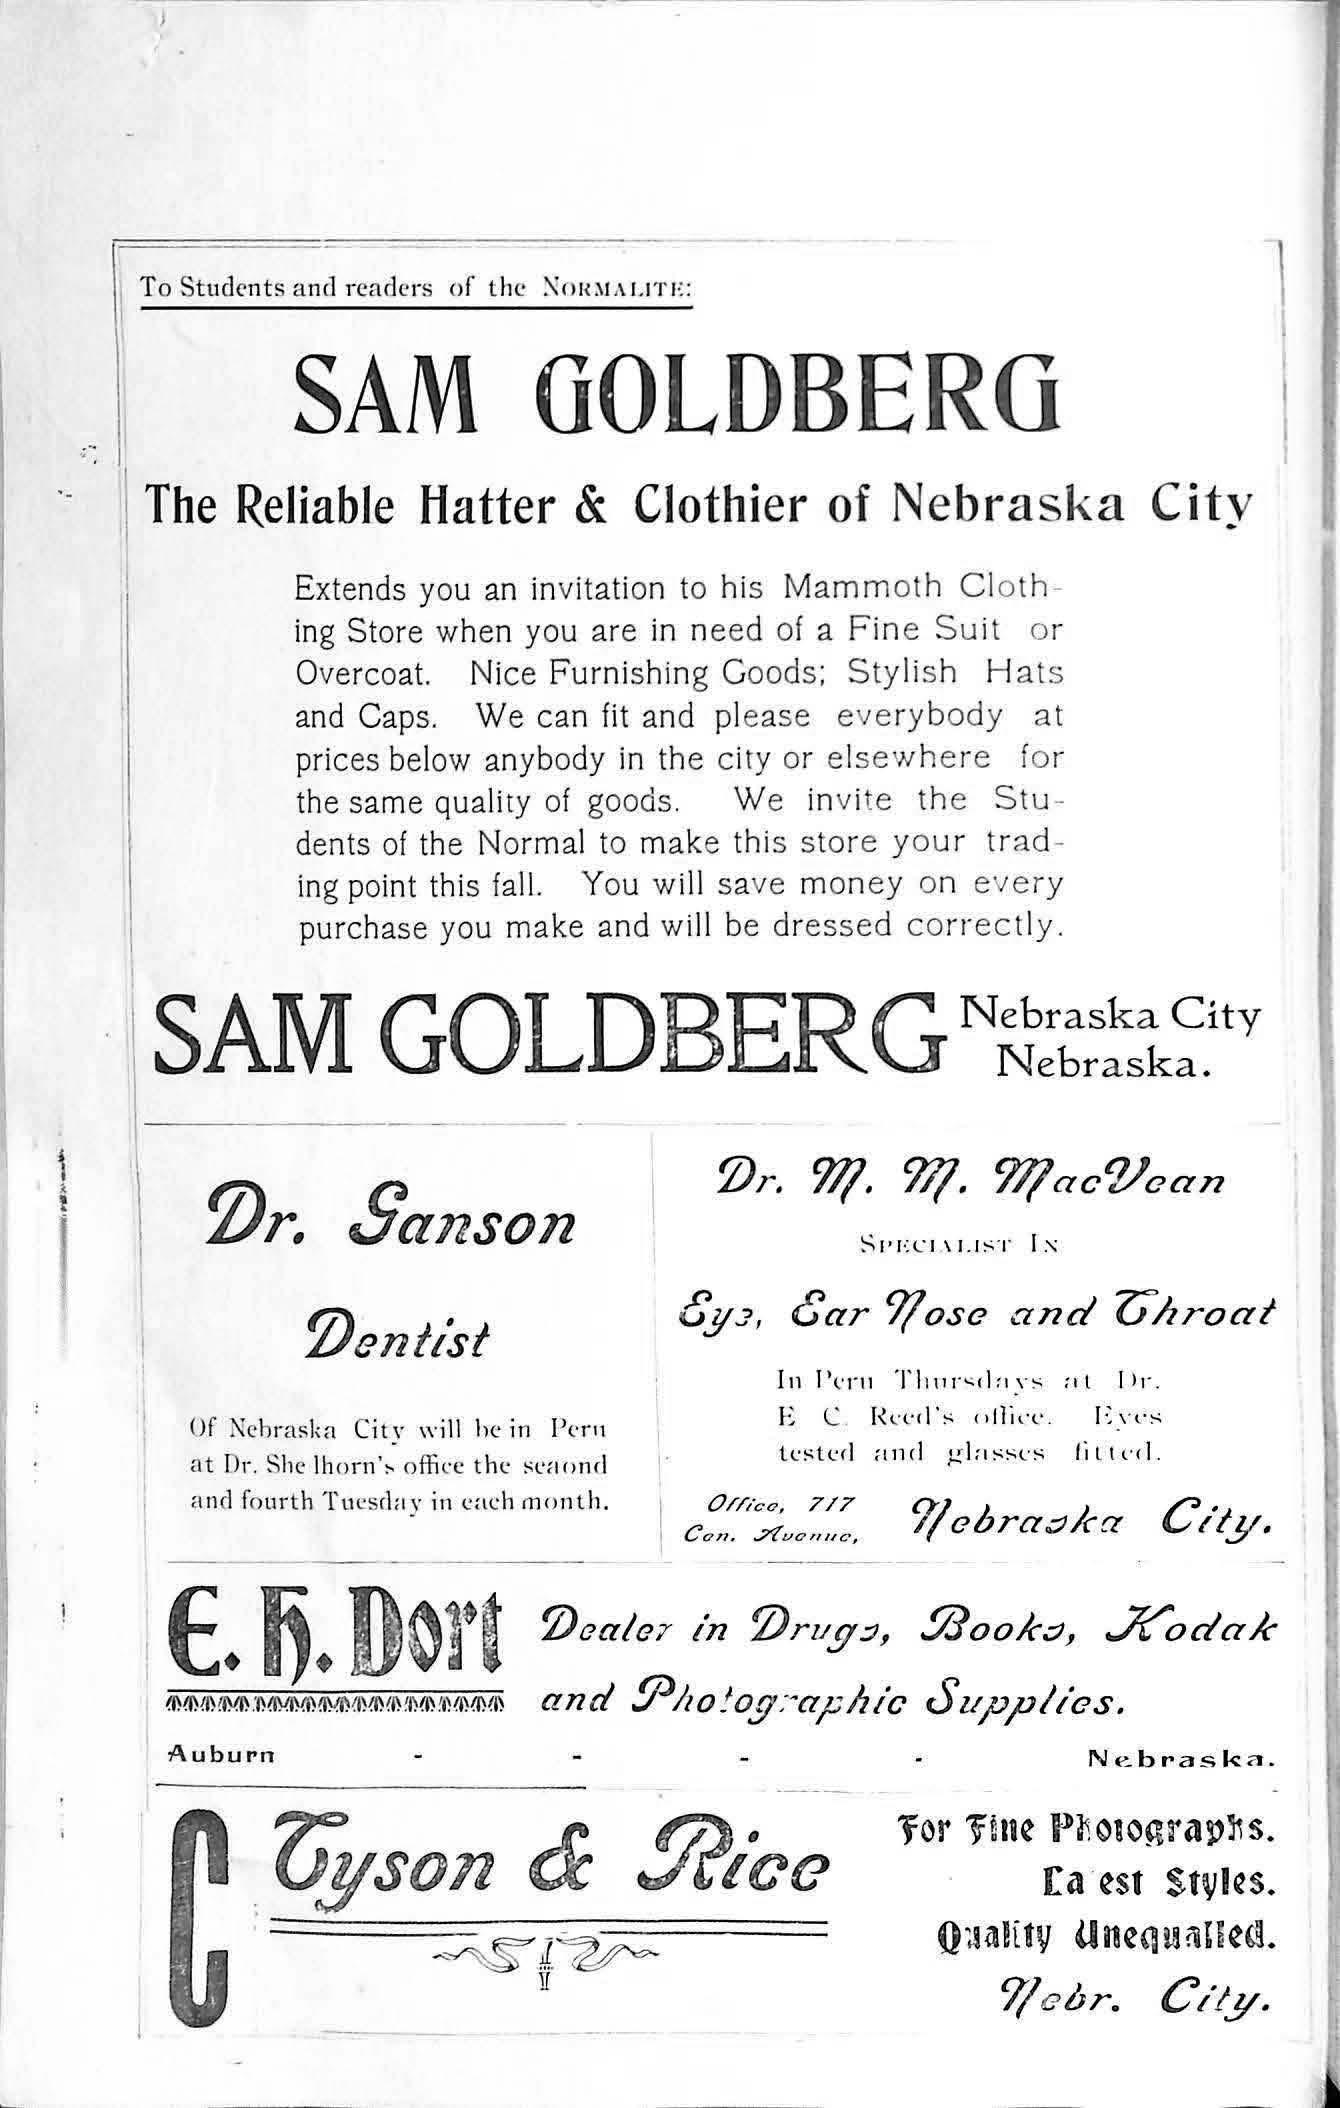 To Students and readers of the NORMALITE:
SAM GOLDBERG
The Reliable Hatter & Clothier of Nebraska City
Extends you an invitation to his Mammoth Cloth-
ing Store when you are in need of a Fine Suit or
Overcoat. Nice Furnishing Goods; Stylish Hats
and Caps. We can fit and please everybody at
prices below anybody in the city or elsewhere for
the same quality of goods. We invite the Stu-
dents of the Normal to make this store your trad-
ing point this fall. You will save money on every
purchase you make and will be dressed correctly.
SAM GOLDBERG Nebraska City
Nebraska.
Dr. Ganson
Dentist
Of Nebraska City will be in Peru
at Dr. She lhorn's office the seaond
and fourth Tuesday in each month.
Dr. M. M. MacVean
SPECIALIST IN
Eye, Ear Nose and Throat
In Peru Thursdays at Dr.
E C. Reed's office. Eyes
tested and glasses fitted.
Office, 717
Cen. Avenue,
Nebraska City.
E. H. Dort
Dealer in Drugs, Books, Kodak
and Photographic Supplies.
Auburn - - - - Nebraska.
C Tyson & Rice
For Fine Photographs.
La est Styles.
Quality Unequalled.
Nebr. City.